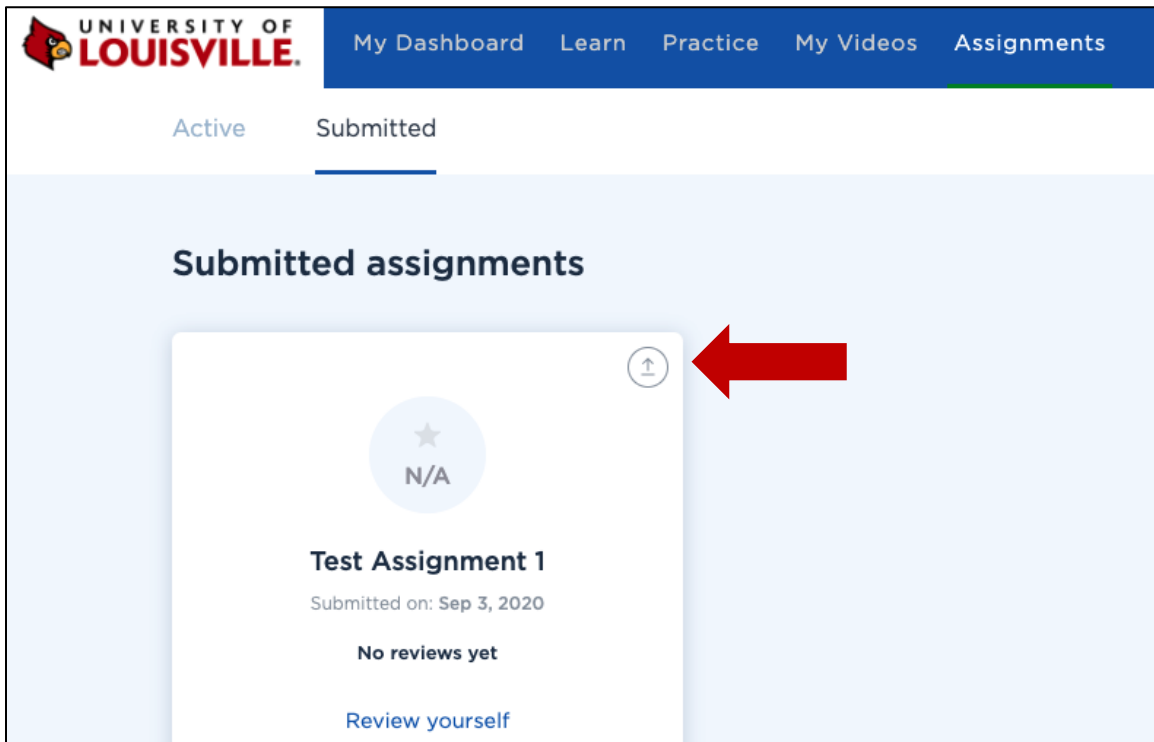 UNIVERSITY OF
LOUISVILLE.
My Dashboard Learn Practice My Videos Assignments
Active Submitted
Submitted assignments
N/A
Test Assignment 1
Submitted on: Sep 3, 2020
No reviews yet
Review yourself